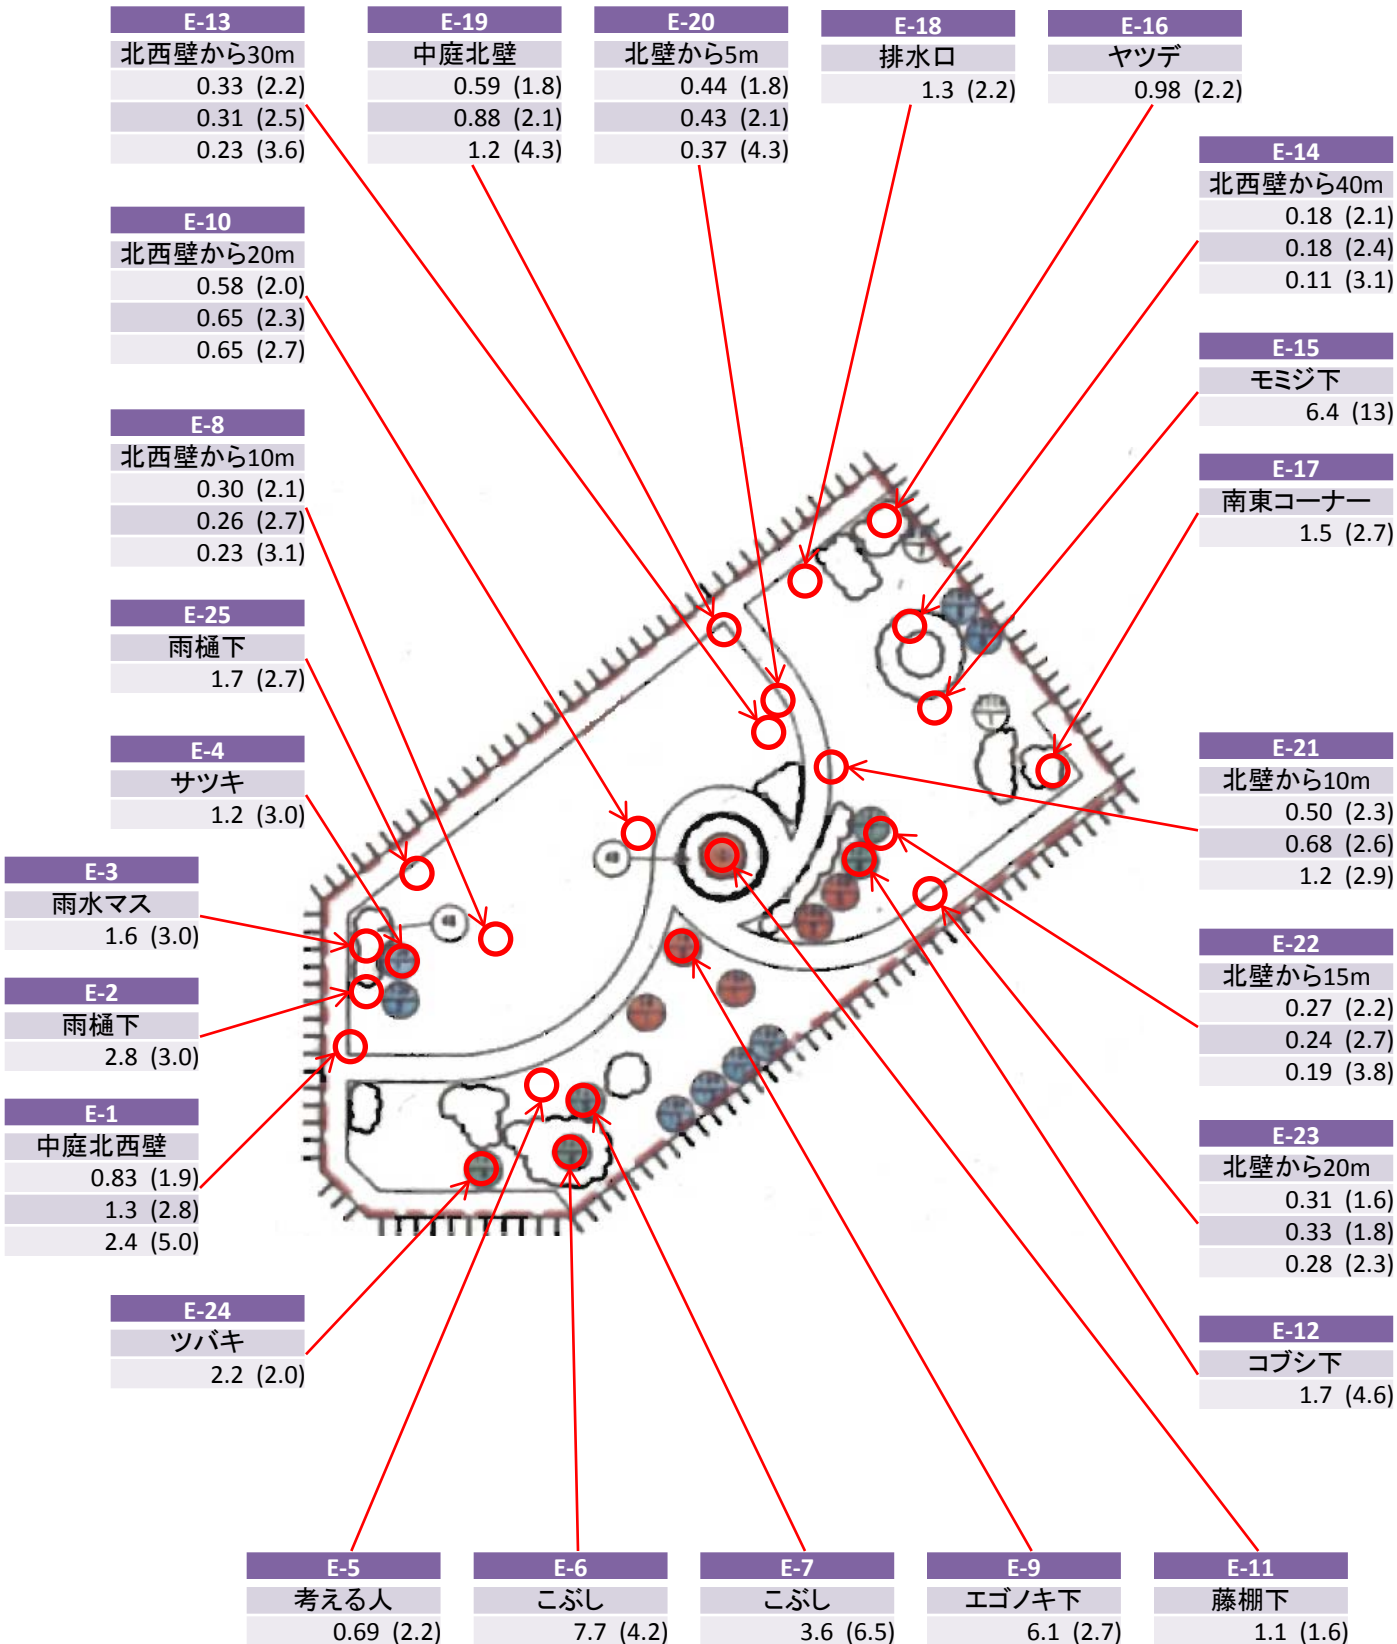 E-13
北西壁から30m
0.33 (2.2)
0.31 (2.5)
0.23 (3.6)
E-19
中庭北壁
0.59 (1.8)
0.88 (2.1)
1.2 (4.3)
E-20
北壁から5m
0.44 (1.8)
0.43 (2.1)
0.37 (4.3)
E-18
排水口
1.3 (2.2)
E-16
ヤツデ
0.98 (2.2)
E-14
北西壁から40m
0.18 (2.1)
0.18 (2.4)
0.11 (3.1)
E-10
北西壁から20m
0.58 (2.0)
0.65 (2.3)
0.65 (2.7)
E-15
モミジ下
6.4 (13)
E-8
北西壁から10m
0.30 (2.1)
0.26 (2.7)
0.23 (3.1)
E-17
南東コーナー
1.5 (2.7)
E-25
雨樋下
1.7 (2.7)
E-4
サツキ
1.2 (3.0)
E-21
北壁から10m
0.50 (2.3)
0.68 (2.6)
1.2 (2.9)
E-3
雨水マス
1.6 (3.0)
E-22
北壁から15m
0.27 (2.2)
0.24 (2.7)
0.19 (3.8)
E-2
雨樋下
2.8 (3.0)
E-1
中庭北西壁
0.83 (1.9)
1.3 (2.8)
2.4 (5.0)
E-23
北壁から20m
0.31 (1.6)
0.33 (1.8)
0.28 (2.3)
E-24
ツバキ
2.2 (2.0)
E-12
コブシ下
1.7 (4.6)
E-5
考える人
0.69 (2.2)
E-6
こぶし
7.7 (4.2)
E-7
こぶし
3.6 (6.5)
E-9
エゴノキ下
6.1 (2.7)
E-11
藤棚下
1.1 (1.6)